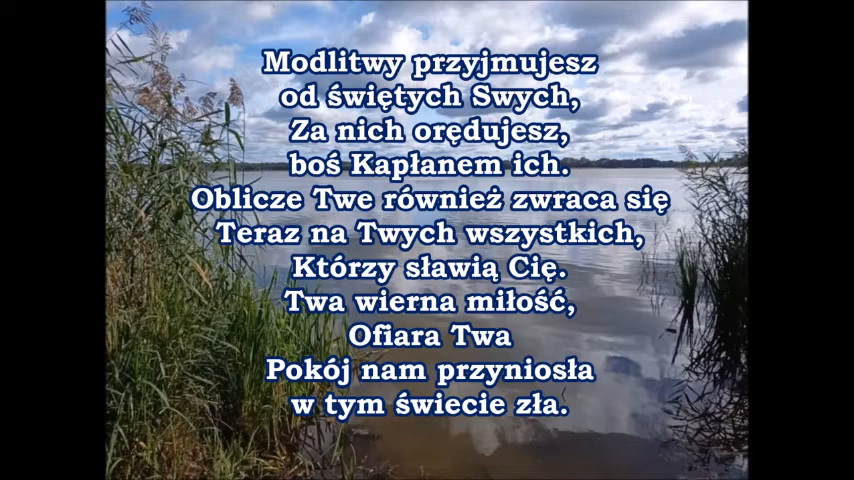 Modlitwy przyjmujesz
od świętych Swych,
Za nich orędujesz,
boś Kapłanem ich.
Oblicze Twe również zwraca się
Teraz na Twych wszystkich,
Którzy sławią Cię.
Twa wierna miłość,
Ofiara Twa
Pokój nam przyniosła
w tym świecie zła.